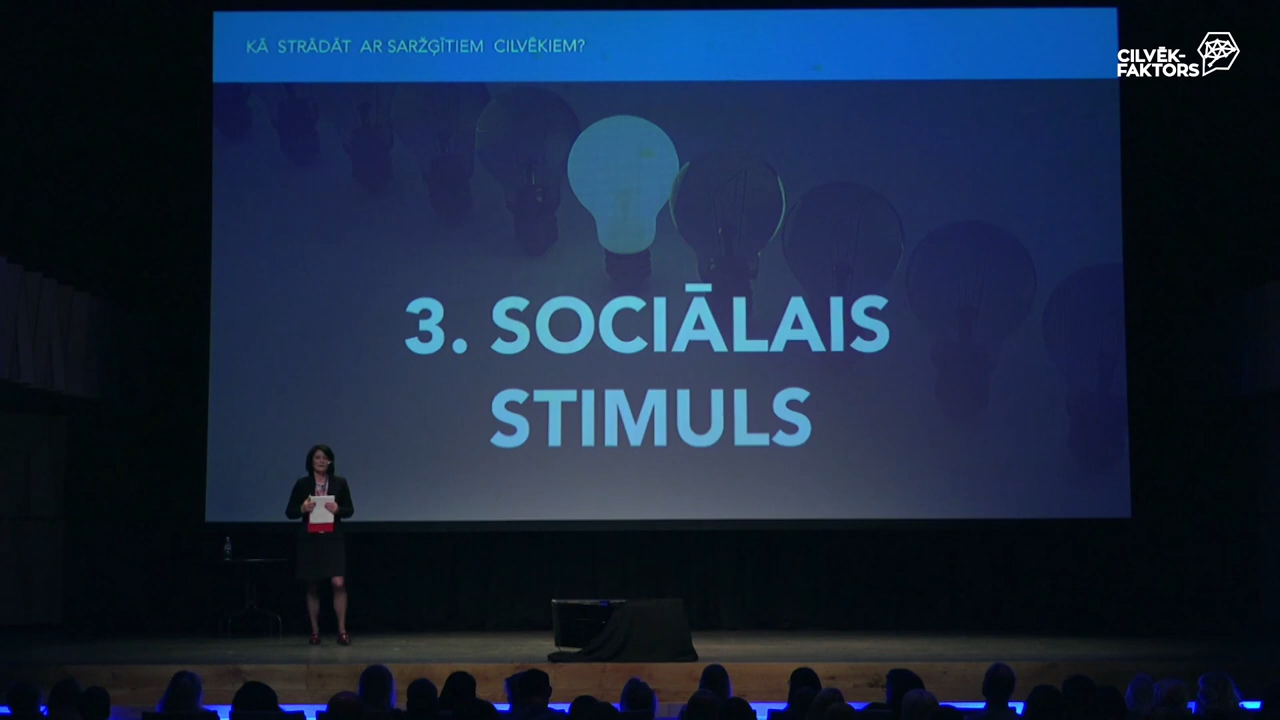 KĀ STRĀDĀT AR SARŽĢĪTIEM CILVĒKIEM?
CILVĒK-
FAKTORS
3. SOCIĀLAIS
STIMULS